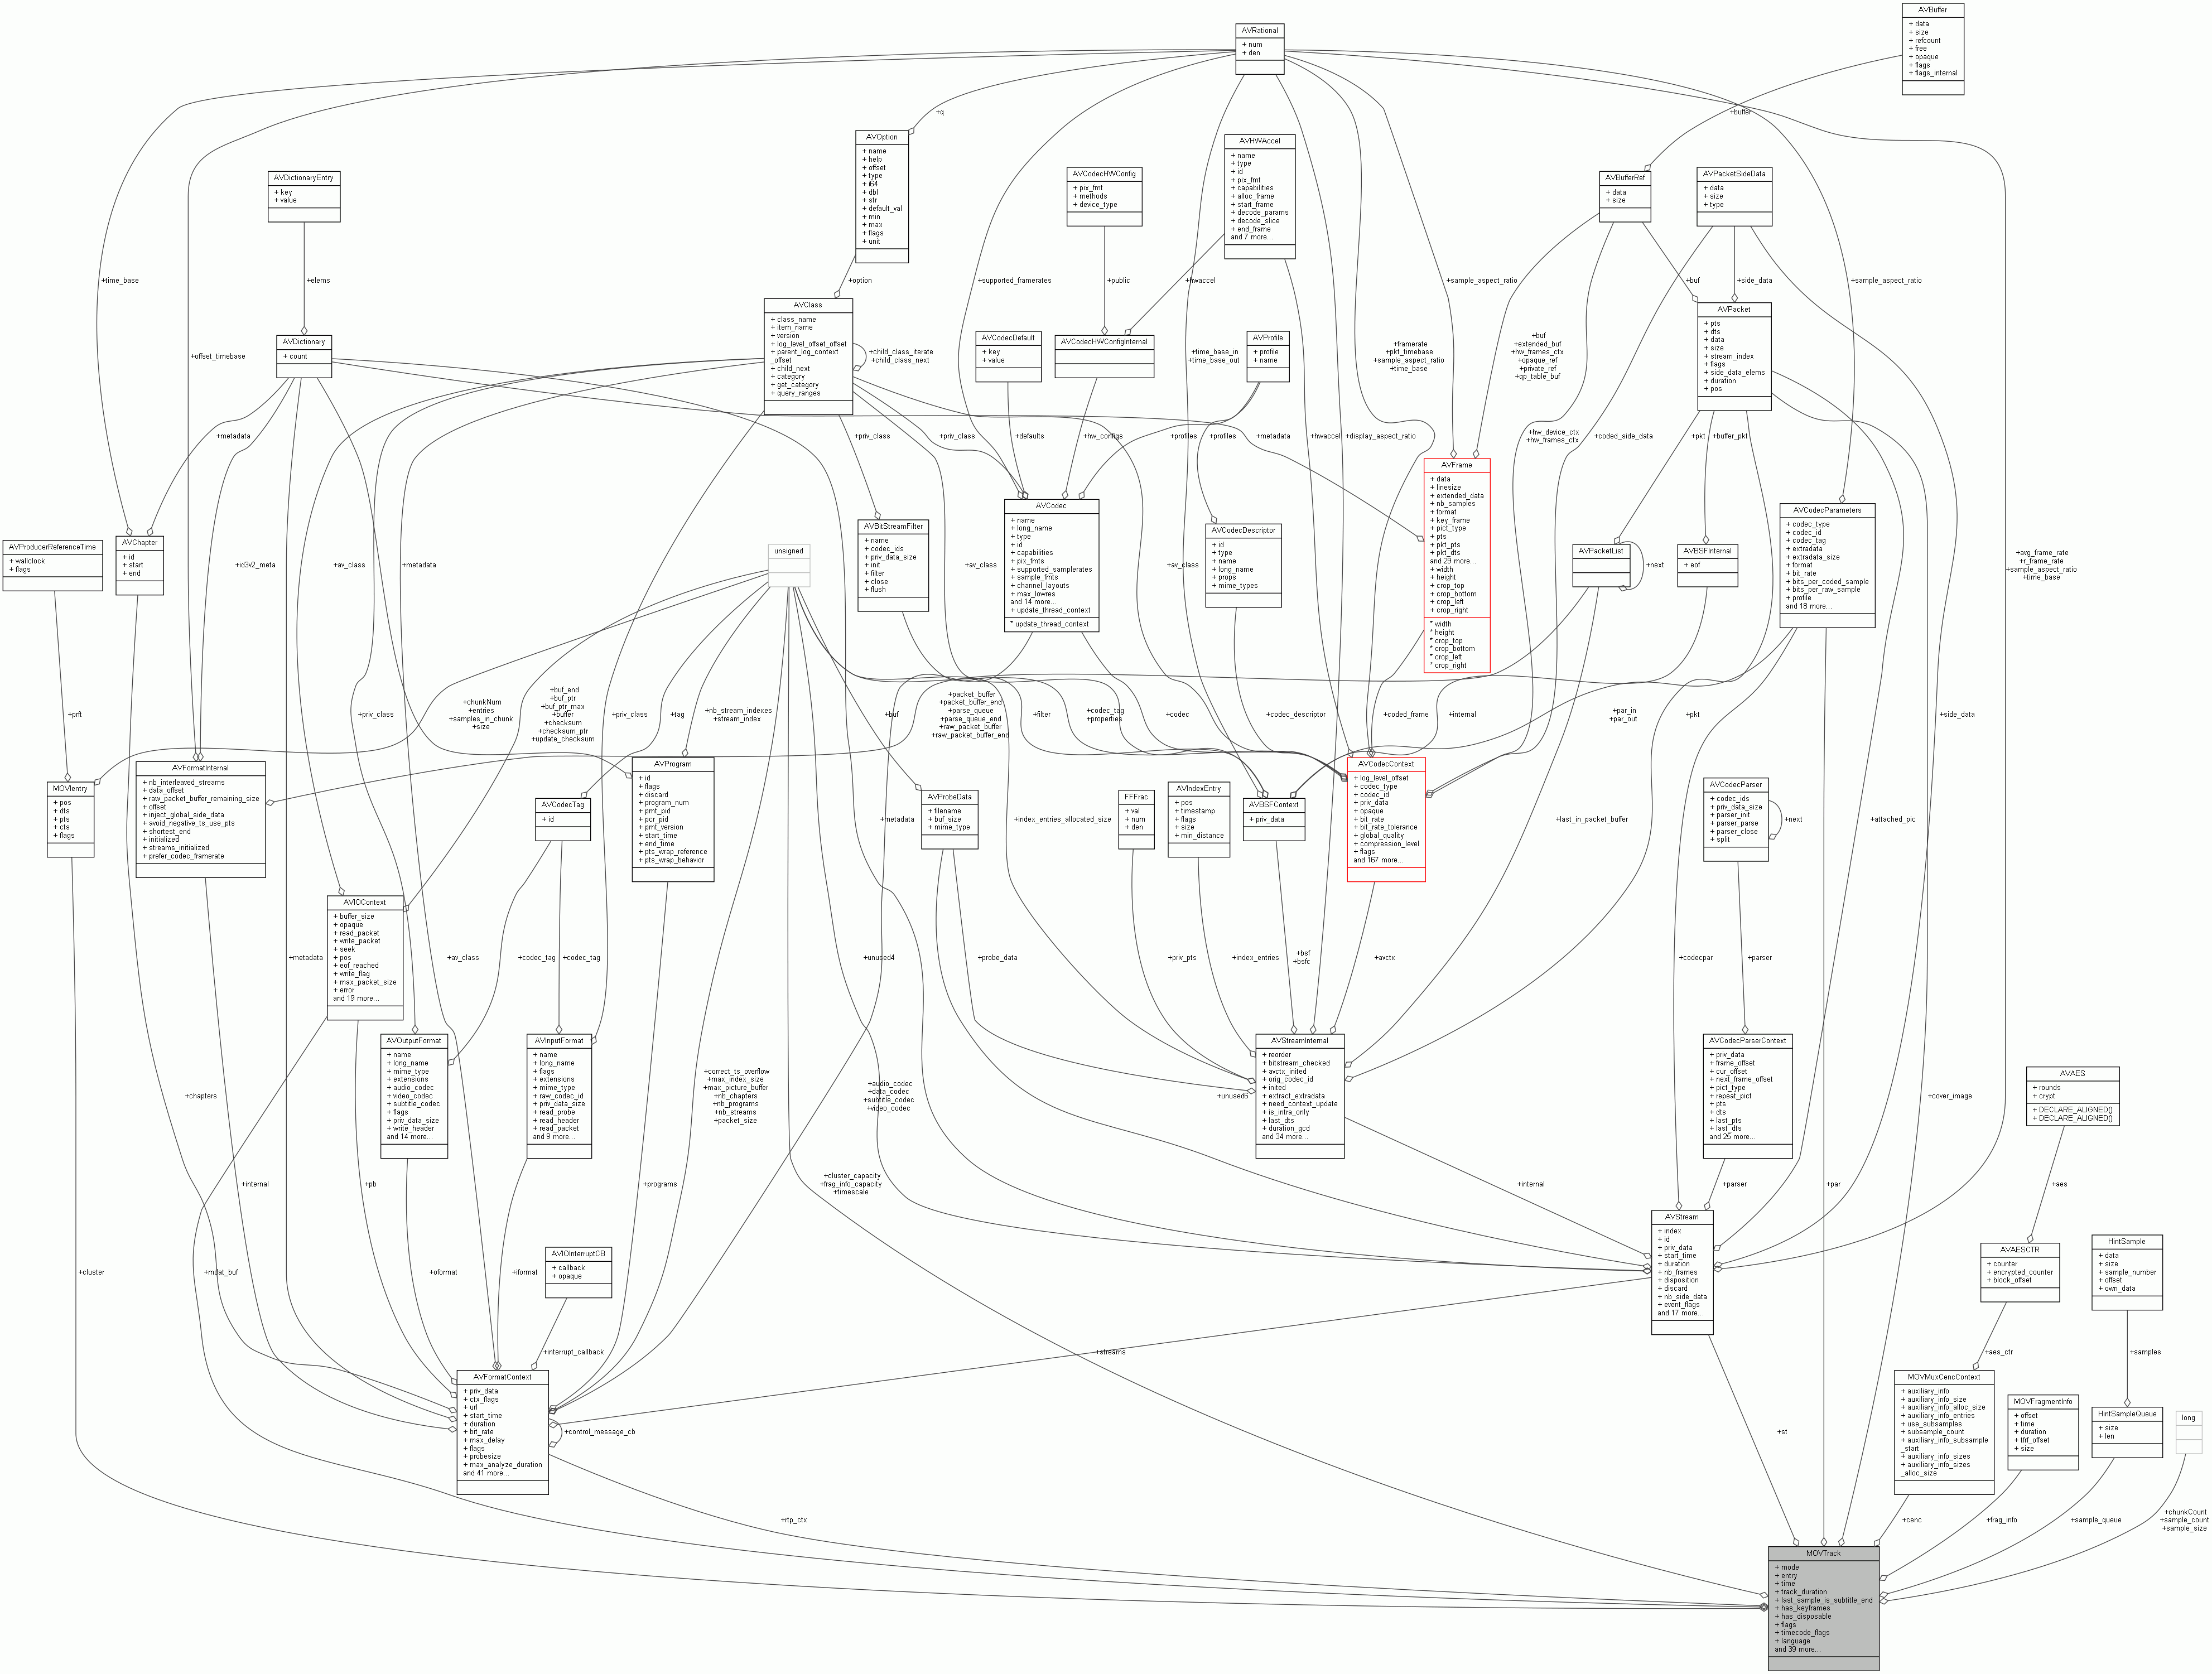 AVBuffer
+ data
+ size
+ refcount
+ free
+ opaque
+ flags
+ flags_internal
AVRational
+ num
+ den
+q
+buffer
AVOption
+ name
+ help
+ offset
+ type
+ i64
+ dbl
+ str
+ default_val
+ min
+ max
+ flags
+ unit
AVHWAccel
+ name
+ type
+ id
+ pix_fmt
+ capabilities
+ alloc_frame
+ start_frame
+ decode_params
+ decode_slice
+ end_frame
and 7 more...
AVDictionaryEntry
+ key
+ value
AVCodecHWConfig
+ pix_fmt
+ methods
+ device_type
AVBufferRef
+ data
+ size
AVPacketSideData
+ data
+ size
+ type
+time_base
+elems
+option
+supported_framerates
+public
+hwaccel
+sample_aspect_ratio
+buf
+side_data
+sample_aspect_ratio
AVClass
+ class_name
+ item_name
+ version
+ log_level_offset_offset
+ parent_log_context
_offset
+ child_next
+ category
+ get_category
+ query_ranges
+child_class_iterate
+child_class_next
AVDictionary
+ count
+offset_timebase
AVCodecDefault
+ key
+ value
AVCodecHWConfigInternal
AVProfile
+ profile
+ name
+time_base_in
+time_base_out
+framerate
+pkt_timebase
+sample_aspect_ratio
+time_base
+buf
+extended_buf
+hw_frames_ctx
+opaque_ref
+private_ref
+qp_table_buf
AVPacket
+ pts
+ dts
+ data
+ size
+ stream_index
+ flags
+ side_data_elems
+ duration
+ pos
+metadata
+priv_class
+priv_class
+defaults
+hw_configs
+profiles
+profiles
+metadata
+hwaccel
+display_aspect_ratio
+hw_device_ctx
+hw_frames_ctx
+coded_side_data
+pkt
+buffer_pkt
AVFrame
+ data
+ linesize
+ extended_data
+ nb_samples
+ format
+ key_frame
+ pict_type
+ pts
+ pkt_pts
+ pkt_dts
and 29 more...
+ width
+ height
+ crop_top
+ crop_bottom
+ crop_left
+ crop_right
* width
* height
* crop_top
* crop_bottom
* crop_left
* crop_right
AVProducerReferenceTime
+ wallclock
+ flags
AVChapter
+ id
+ start
+ end
+id3v2_meta
+av_class
+metadata
unsigned
AVBitStreamFilter
+ name
+ codec_ids
+ priv_data_size
+ init
+ filter
+ close
+ flush
+av_class
AVCodec
+ name
+ long_name
+ type
+ id
+ capabilities
+ pix_fmts
+ supported_samplerates
+ sample_fmts
+ channel_layouts
+ max_lowres
and 14 more...
+ update_thread_context
* update_thread_context
+av_class
AVCodecDescriptor
+ id
+ type
+ name
+ long_name
+ props
+ mime_types
AVPacketList
+next
AVBSFInternal
+ eof
AVCodecParameters
+ codec_type
+ codec_id
+ codec_tag
+ extradata
+ extradata_size
+ format
+ bit_rate
+ bits_per_coded_sample
+ bits_per_raw_sample
+ profile
and 18 more...
+avg_frame_rate
+r_frame_rate
+sample_aspect_ratio
+time_base
+prft
+chunkNum
+entries
+samples_in_chunk
+size
+priv_class
+buf_end
+buf_ptr
+buf_ptr_max
+buffer
+checksum
+checksum_ptr
+update_checksum
+priv_class
+tag
+nb_stream_indexes
+stream_index
+buf
+packet_buffer
+packet_buffer_end
+parse_queue
+parse_queue_end
+raw_packet_buffer
+raw_packet_buffer_end
+filter
+codec_tag
+properties
+codec
+codec_descriptor
+coded_frame
+internal
+par_in
+par_out
+pkt
+side_data
MOVIentry
+ pos
+ dts
+ pts
+ cts
+ flags
AVFormatInternal
+ nb_interleaved_streams
+ data_offset
+ raw_packet_buffer_remaining_size
+ offset
+ inject_global_side_data
+ avoid_negative_ts_use_pts
+ shortest_end
+ initialized
+ streams_initialized
+ prefer_codec_framerate
AVCodecTag
+ id
AVProgram
+ id
+ flags
+ discard
+ program_num
+ pmt_pid
+ pcr_pid
+ pmt_version
+ start_time
+ end_time
+ pts_wrap_reference
+ pts_wrap_behavior
+metadata
AVProbeData
+ filename
+ buf_size
+ mime_type
+index_entries_allocated_size
FFFrac
+ val
+ num
+ den
AVIndexEntry
+ pos
+ timestamp
+ flags
+ size
+ min_distance
AVBSFContext
+ priv_data
AVCodecContext
+ log_level_offset
+ codec_type
+ codec_id
+ priv_data
+ opaque
+ bit_rate
+ bit_rate_tolerance
+ global_quality
+ compression_level
+ flags
and 167 more...
+last_in_packet_buffer
AVCodecParser
+ codec_ids
+ priv_data_size
+ parser_init
+ parser_parse
+ parser_close
+ split
+next
+attached_pic
AVIOContext
+ buffer_size
+ opaque
+ read_packet
+ write_packet
+ seek
+ pos
+ eof_reached
+ write_flag
+ max_packet_size
+ error
and 19 more...
+metadata
+av_class
+codec_tag
+codec_tag
+unused4
+probe_data
+priv_pts
+index_entries
+bsf
+bsfc
+avctx
+codecpar
+parser
AVOutputFormat
+ name
+ long_name
+ mime_type
+ extensions
+ audio_codec
+ video_codec
+ subtitle_codec
+ flags
+ priv_data_size
+ write_header
and 14 more...
AVInputFormat
+ name
+ long_name
+ flags
+ extensions
+ mime_type
+ raw_codec_id
+ priv_data_size
+ read_probe
+ read_header
+ read_packet
and 9 more...
+correct_ts_overflow
+max_index_size
+max_picture_buffer
+nb_chapters
+nb_programs
+nb_streams
+packet_size
+audio_codec
+data_codec
+subtitle_codec
+video_codec
+unused6
AVStreamInternal
+ reorder
+ bitstream_checked
+ avctx_inited
+ orig_codec_id
+ inited
+ extract_extradata
+ need_context_update
+ is_intra_only
+ last_dts
+ duration_gcd
and 34 more...
AVCodecParserContext
+ priv_data
+ frame_offset
+ cur_offset
+ next_frame_offset
+ pict_type
+ repeat_pict
+ pts
+ dts
+ last_pts
+ last_dts
and 25 more...
+cover_image
AVAES
+ rounds
+ crypt
+ DECLARE_ALIGNED()
+ DECLARE_ALIGNED()
+chapters
+internal
+pb
+programs
+cluster_capacity
+frag_info_capacity
+timescale
+internal
+parser
+par
+aes
AVStream
+ index
+ id
+ priv_data
+ start_time
+ duration
+ nb_frames
+ disposition
+ discard
+ nb_side_data
+ event_flags
and 17 more...
AVAESCTR
+ counter
+ encrypted_counter
+ block_offset
HintSample
+ data
+ size
+ sample_number
+ offset
+ own_data
+cluster
+mdat_buf
+oformat
+iformat
AVIOInterruptCB
+ callback
+ opaque
+interrupt_callback
+streams
+aes_ctr
+samples
AVFormatContext
+ priv_data
+ ctx_flags
+ url
+ start_time
+ duration
+ bit_rate
+ max_delay
+ flags
+ probesize
+ max_analyze_duration
and 41 more...
+control_message_cb
+st
MOVMuxCencContext
+ auxiliary_info
+ auxiliary_info_size
+ auxiliary_info_alloc_size
+ auxiliary_info_entries
+ use_subsamples
+ subsample_count
+ auxiliary_info_subsample
_start
+ auxiliary_info_sizes
+ auxiliary_info_sizes
_alloc_size
MOVFragmentInfo
+ offset
+ time
+ duration
+ tfrf_offset
+ size
HintSampleQueue
+ size
+ len
long
+rtp_ctx
+cenc
+frag_info
+sample_queue
+chunkCount
+sample_count
+sample_size
MOVTrack
+ mode
+ entry
+ time
+ track_duration
+ last_sample_is_subtitle_end
+ has_keyframes
+ has_disposable
+ flags
+ timecode_flags
+ language
and 39 more...